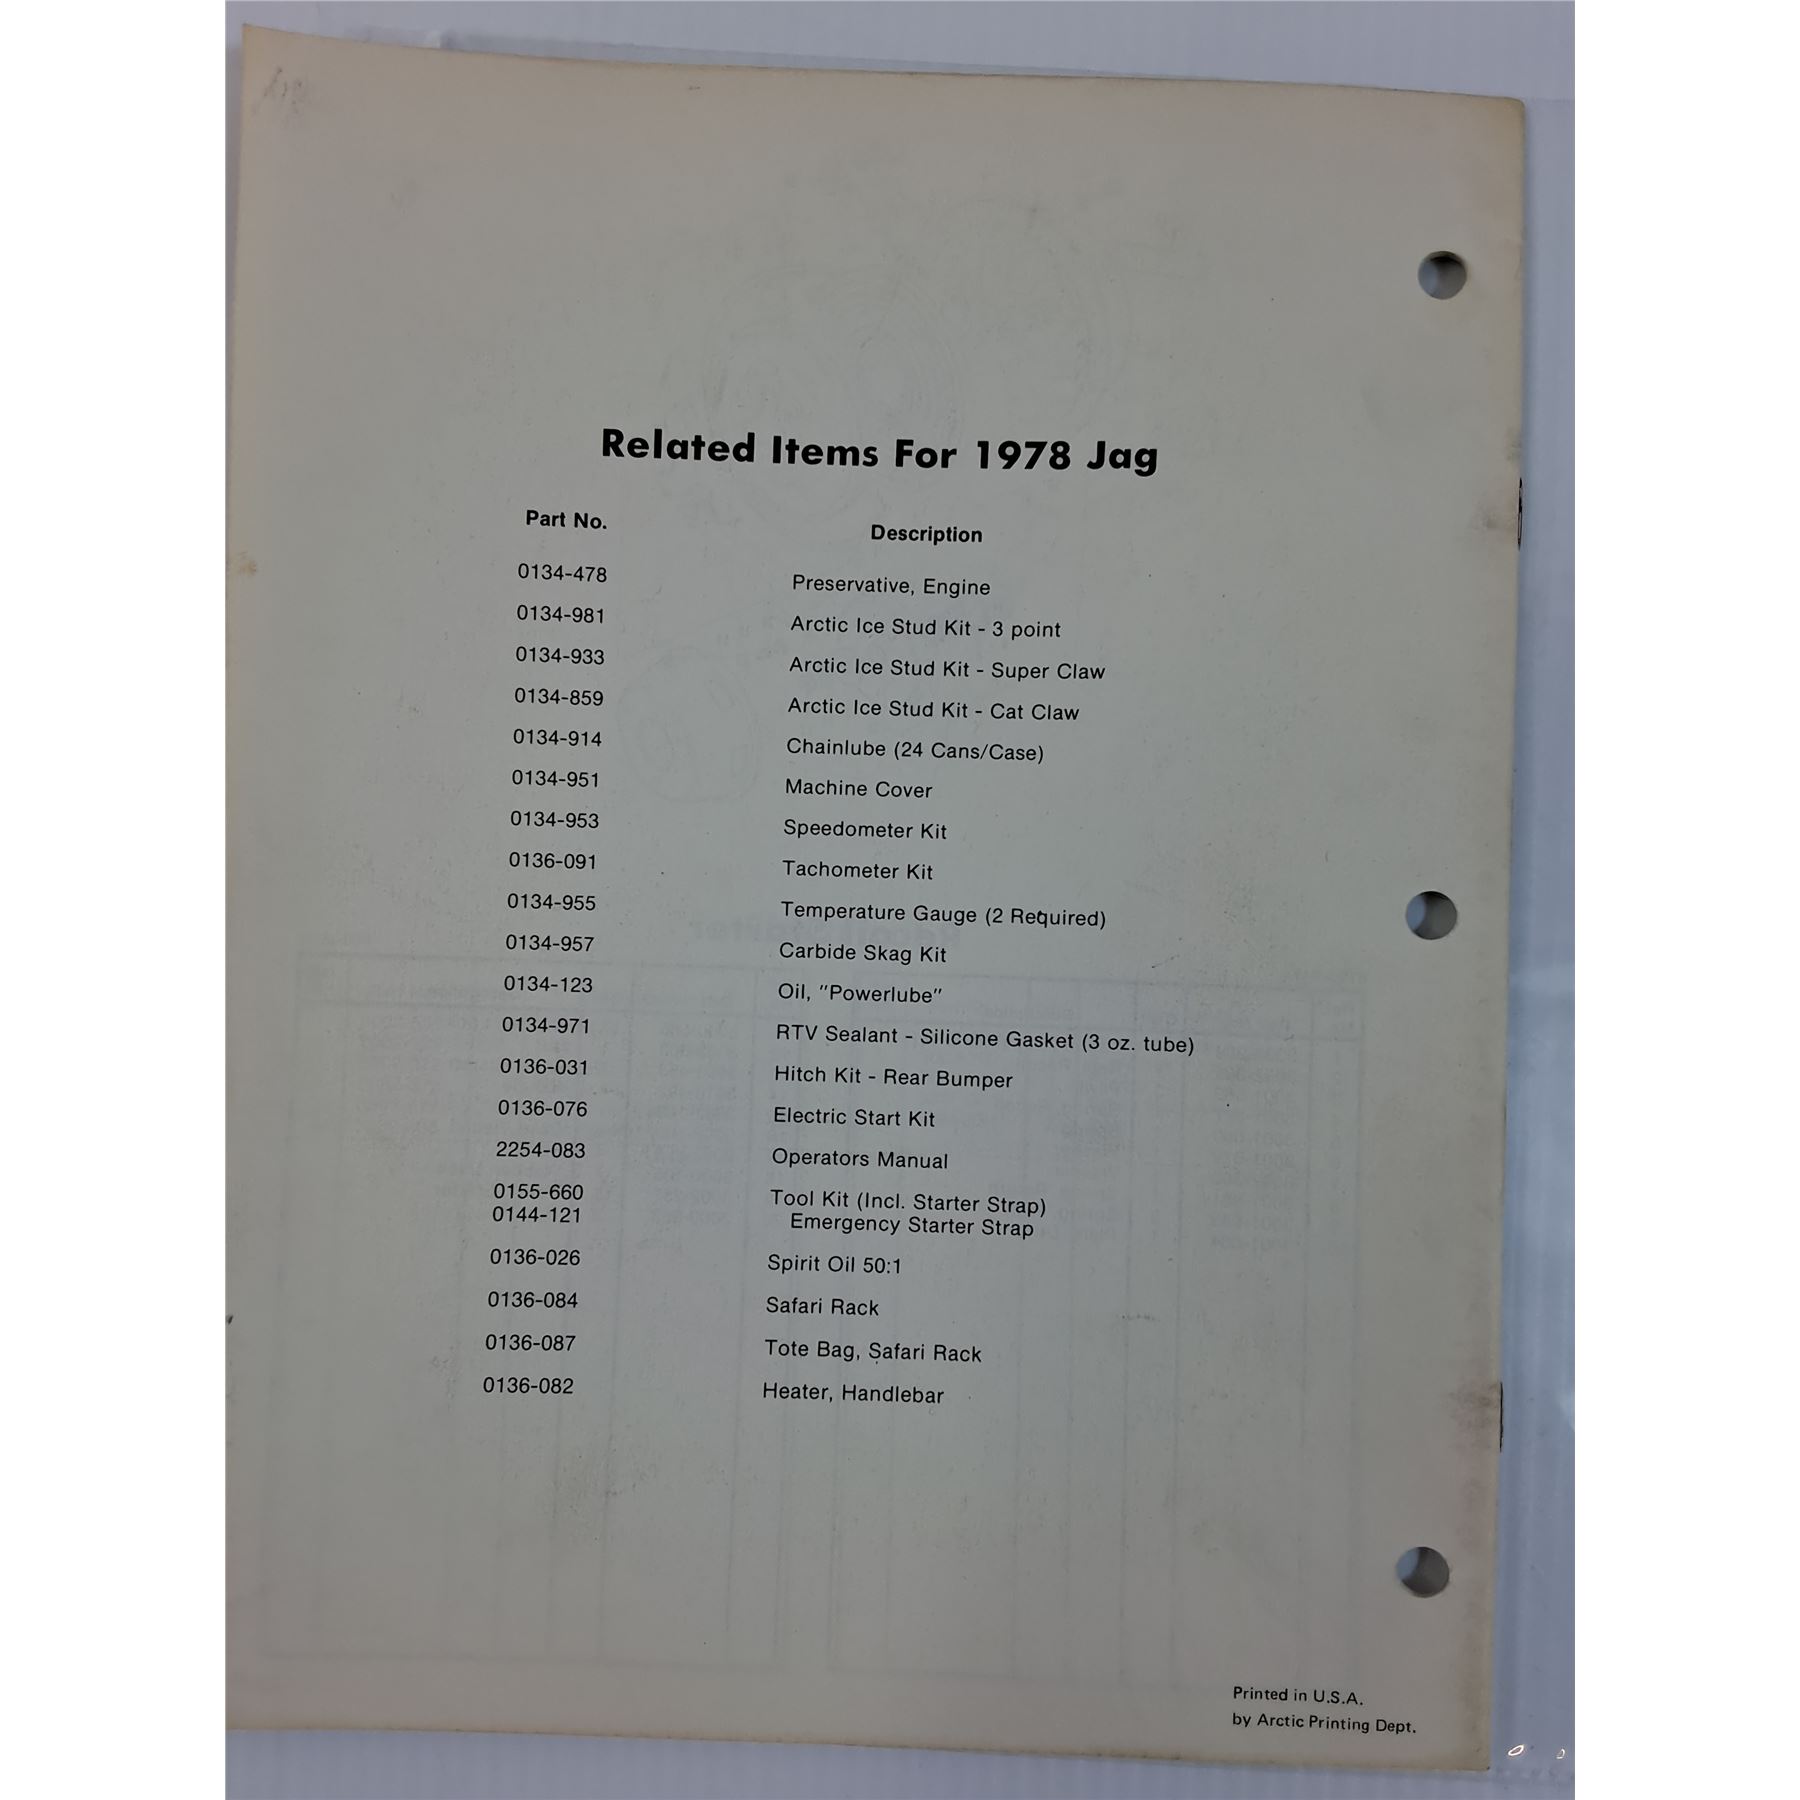 Related Items For 1978 Jag
Part No. Description
0134-478 Preservative, Engine
0134-981 Arctic Ice Stud Kit - 3 point
0134-933 Arctic Ice Stud Kit - Super Claw
0134-859 Arctic Ice Stud Kit - Cat Claw
0134-914 Chainlube (24 Cans/Case)
0134-951 Machine Cover
0134-953 Speedometer Kit
0136-091 Tachometer Kit
0134-955 Temperature Gauge (2 Required)
0134-957 Carbide Skag Kit
0134-123 Oil, "Powerlube"
0134-971 RTV Sealant - Silicone Gasket (3 oz. tube)
0136-031 Hitch Kit - Rear Bumper
0136-076 Electric Start Kit
2254-083 Operators Manual
0155-660 Tool Kit (Incl. Starter Strap)
0144-121 Emergency Starter Strap
0136-026 Spirit Oil 50:1
0136-084 Safari Rack
0136-087 Tote Bag, Safari Rack
0136-082 Heater, Handlebar
Printed in U.S.A.
by Arctic Printing Dept.